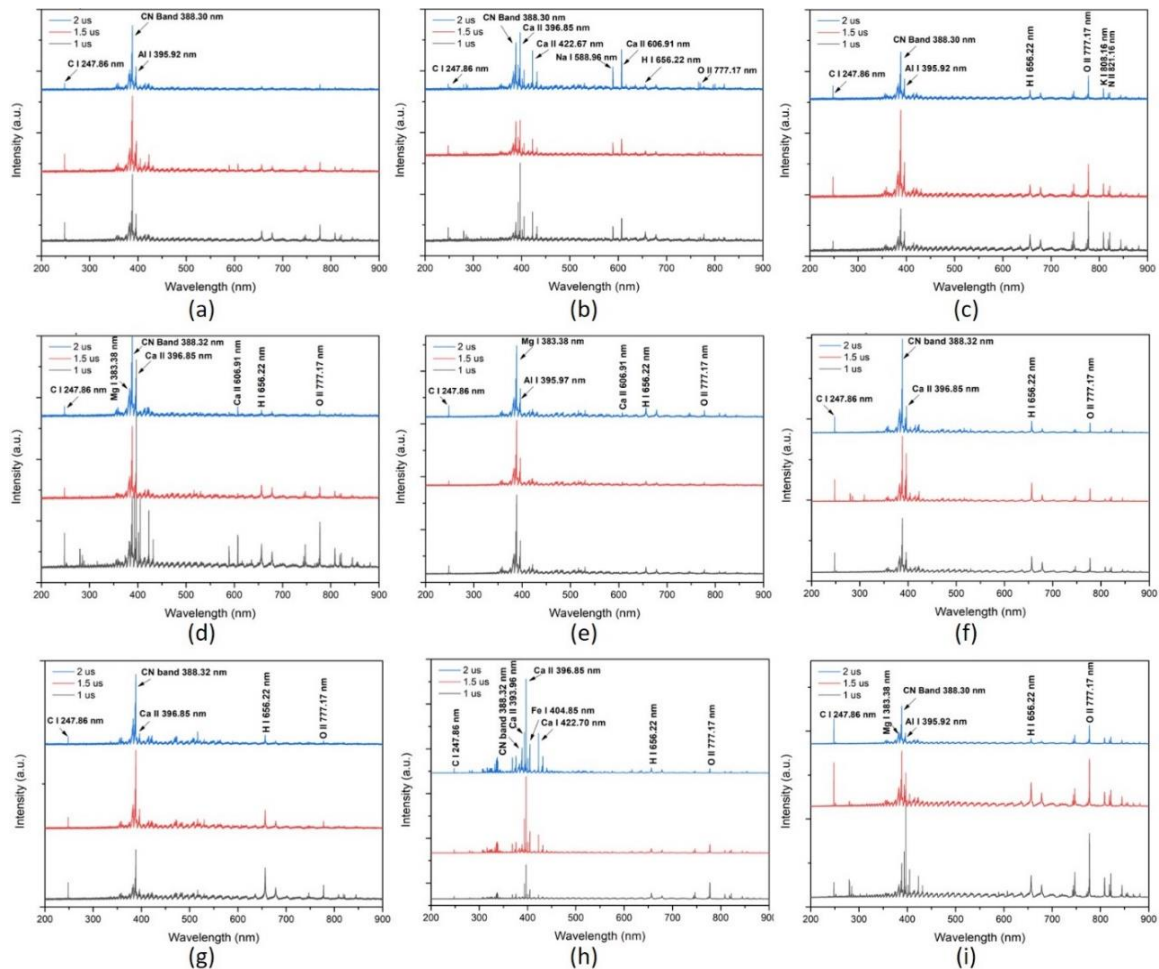 2 us
1.5 us
1 us
CN Band 388.30 nm
Al I 395.92 nm
C I 247.86 nm
Intensity (a.u.)
200 300 400 500 600 700 800 900
Wavelength (nm)
(a)
2 us
1.5 us
1 us
CN Band 388.30 nm
Ca II 396.85 nm
Ca II 422.67 nm
Ca II 606.91 nm
Na I 588.96 nm
H I 656.22 nm
C I 247.86 nm
O II 777.17 nm
Intensity (a.u.)
200 300 400 500 600 700 800 900
Wavelength (nm)
(b)
2 us
1.5 us
1 us
CN Band 388.30 nm
C I 247.86 nm
Al I 395.92 nm
H I 656.22 nm
O II 777.17 nm
K I 808.16 nm
N II 821.16 nm
Intensity (a.u.)
200 300 400 500 600 700 800 900
Wavelength (nm)
(c)
2 us
1.5 us
1 us
CN Band 388.32 nm
Ca II 396.85 nm
C I 247.86 nm
Mg I 383.38 nm
Ca II 606.91 nm
H I 656.22 nm
O II 777.17 nm
Intensity (a.u.)
200 300 400 500 600 700 800 900
Wavelength (nm)
(d)
2 us
1.5 us
1 us
Mg I 383.38 nm
Al I 395.97 nm
C I 247.86 nm
Ca II 606.91 nm
H I 656.22 nm
O II 777.17 nm
Intensity (a.u.)
200 300 400 500 600 700 800 900
Wavelength (nm)
(e)
2 us
1.5 us
1 us
CN band 388.32 nm
Ca II 396.85 nm
C I 247.86 nm
H I 656.22 nm
O II 777.17 nm
Intensity (a.u.)
200 300 400 500 600 700 800 900
Wavelength (nm)
(f)
2 us
1.5 us
1 us
CN band 388.32 nm
C I 247.86 nm
Ca II 396.85 nm
H I 656.22 nm
O II 777.17 nm
Intensity (a.u.)
200 300 400 500 600 700 800 900
Wavelength (nm)
(g)
2 us
1.5 us
1 us
Ca II 396.85 nm
C I 247.86 nm
CN band 388.32 nm
Ca II 393.96 nm
Fe I 404.85 nm
Ca I 422.70 nm
H I 656.22 nm
O II 777.17 nm
Intensity (a.u.)
200 300 400 500 600 700 800 900
Wavelength (nm)
(h)
2 us
1.5 us
1 us
CN Band 388.30 nm
C I 247.86 nm
Mg I 383.38 nm
Al I 395.92 nm
H I 656.22 nm
O II 777.17 nm
Intensity (a.u.)
200 300 400 500 600 700 800 900
Wavelength (nm)
(i)